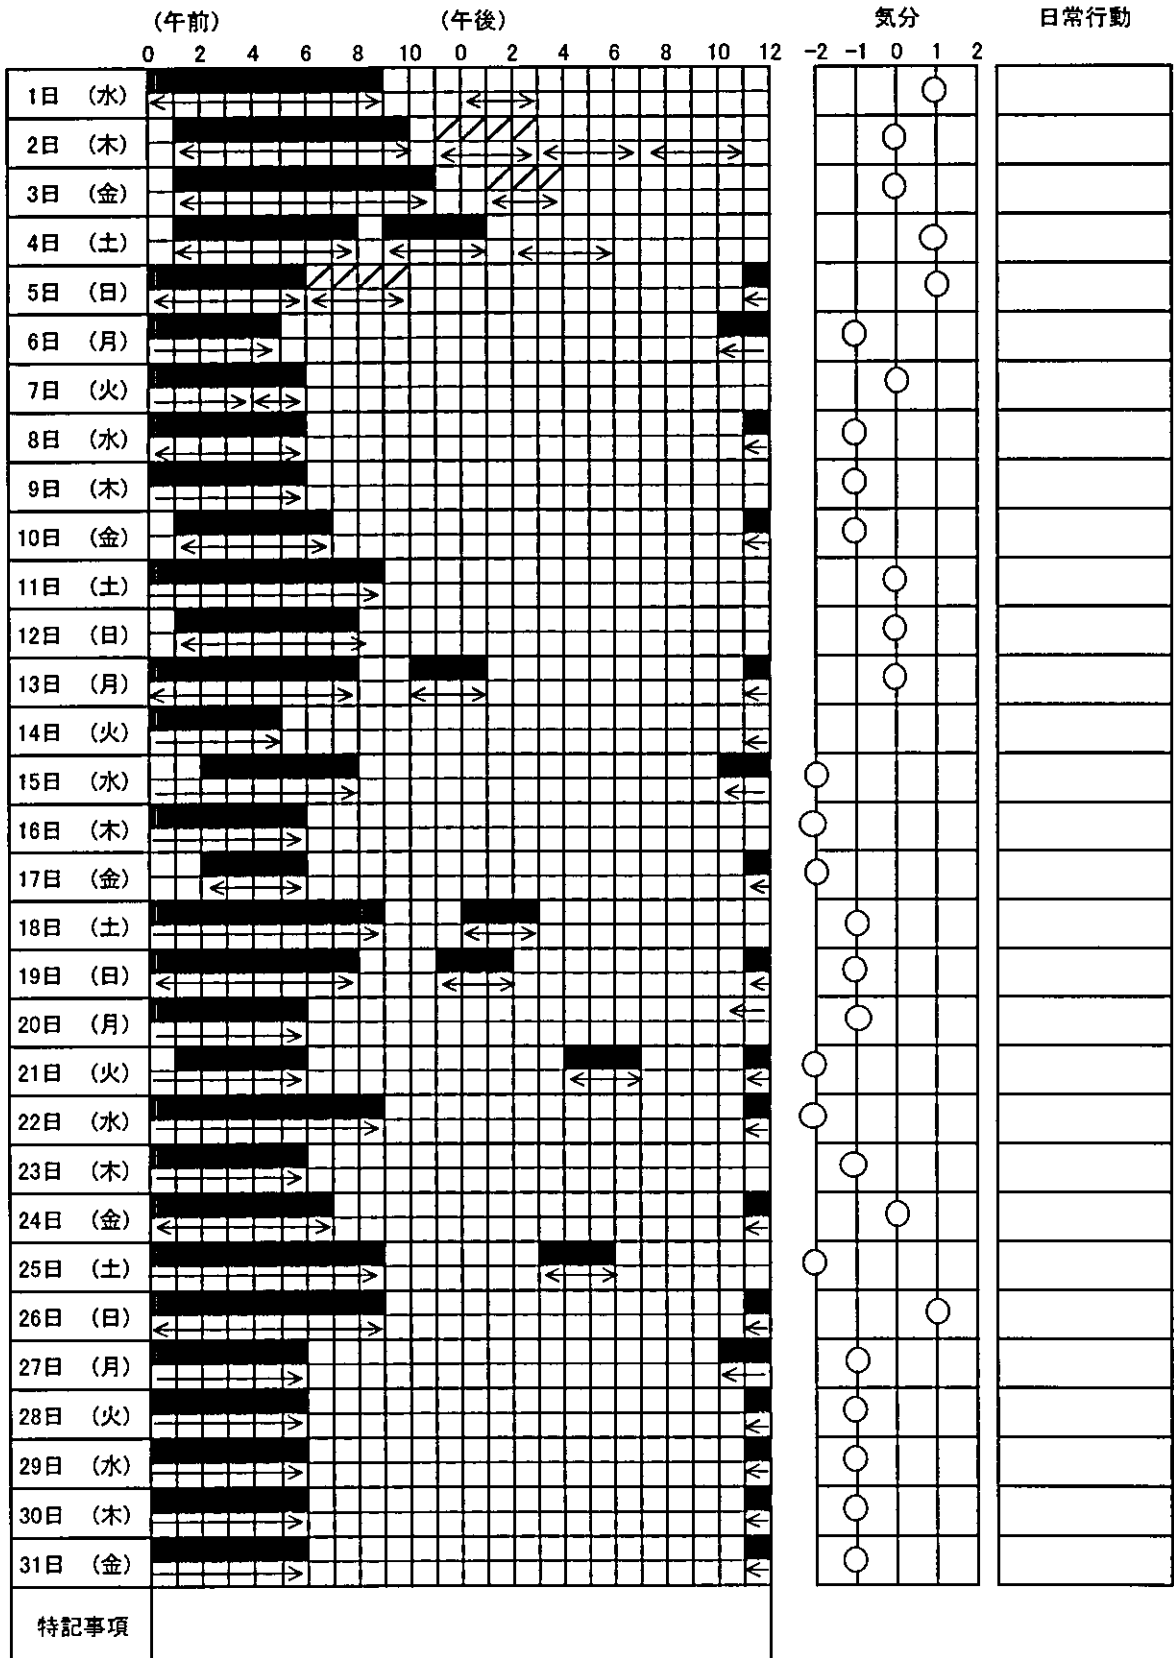 (午前) (午後) 気分 日常行動
0 2 4 6 8 10 0 2 4 6 8 10 12 -2 -1 0 1 2
1日 (水)
2日 (木)
3日 (金)
4日 (土)
5日 (日)
6日 (月)
7日 (火)
8日 (水)
9日 (木)
10日 (金)
11日 (土)
12日 (日)
13日 (月)
14日 (火)
15日 (水)
16日 (木)
17日 (金)
18日 (土)
19日 (日)
20日 (月)
21日 (火)
22日 (水)
23日 (木)
24日 (金)
25日 (土)
26日 (日)
27日 (月)
28日 (火)
29日 (水)
30日 (木)
31日 (金)
特記事項